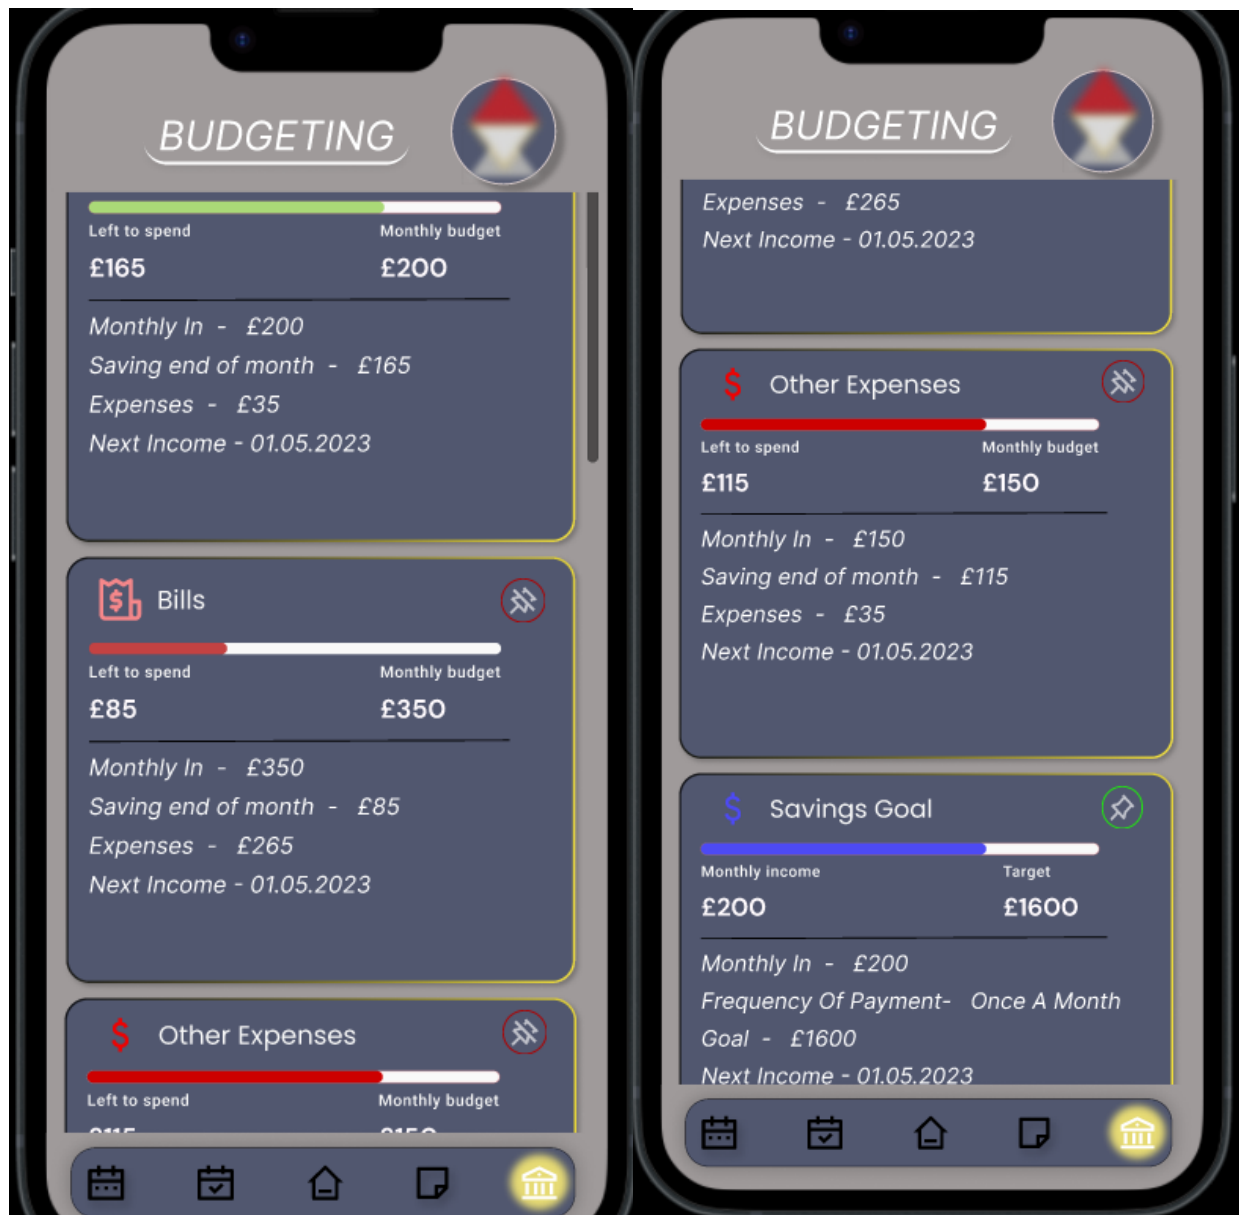 BUDGETING
Left to spend Monthly budget
£165 £200
Monthly In - £200
Saving end of month - £165
Expenses - £35
Next Income - 01.05.2023
$ Bills
Left to spend Monthly budget
£85 £350
Monthly In - £350
Saving end of month - £85
Expenses - £265
Next Income - 01.05.2023
$ Other Expenses
Left to spend Monthly budget
£115 £150
BUDGETING
Expenses - £265
Next Income - 01.05.2023
$ Other Expenses
Left to spend Monthly budget
£115 £150
Monthly In - £150
Saving end of month - £115
Expenses - £35
Next Income - 01.05.2023
$ Savings Goal
Monthly income Target
£200 £1600
Monthly In - £200
Frequency Of Payment- Once A Month
Goal - £1600
Next Income - 01.05.2023